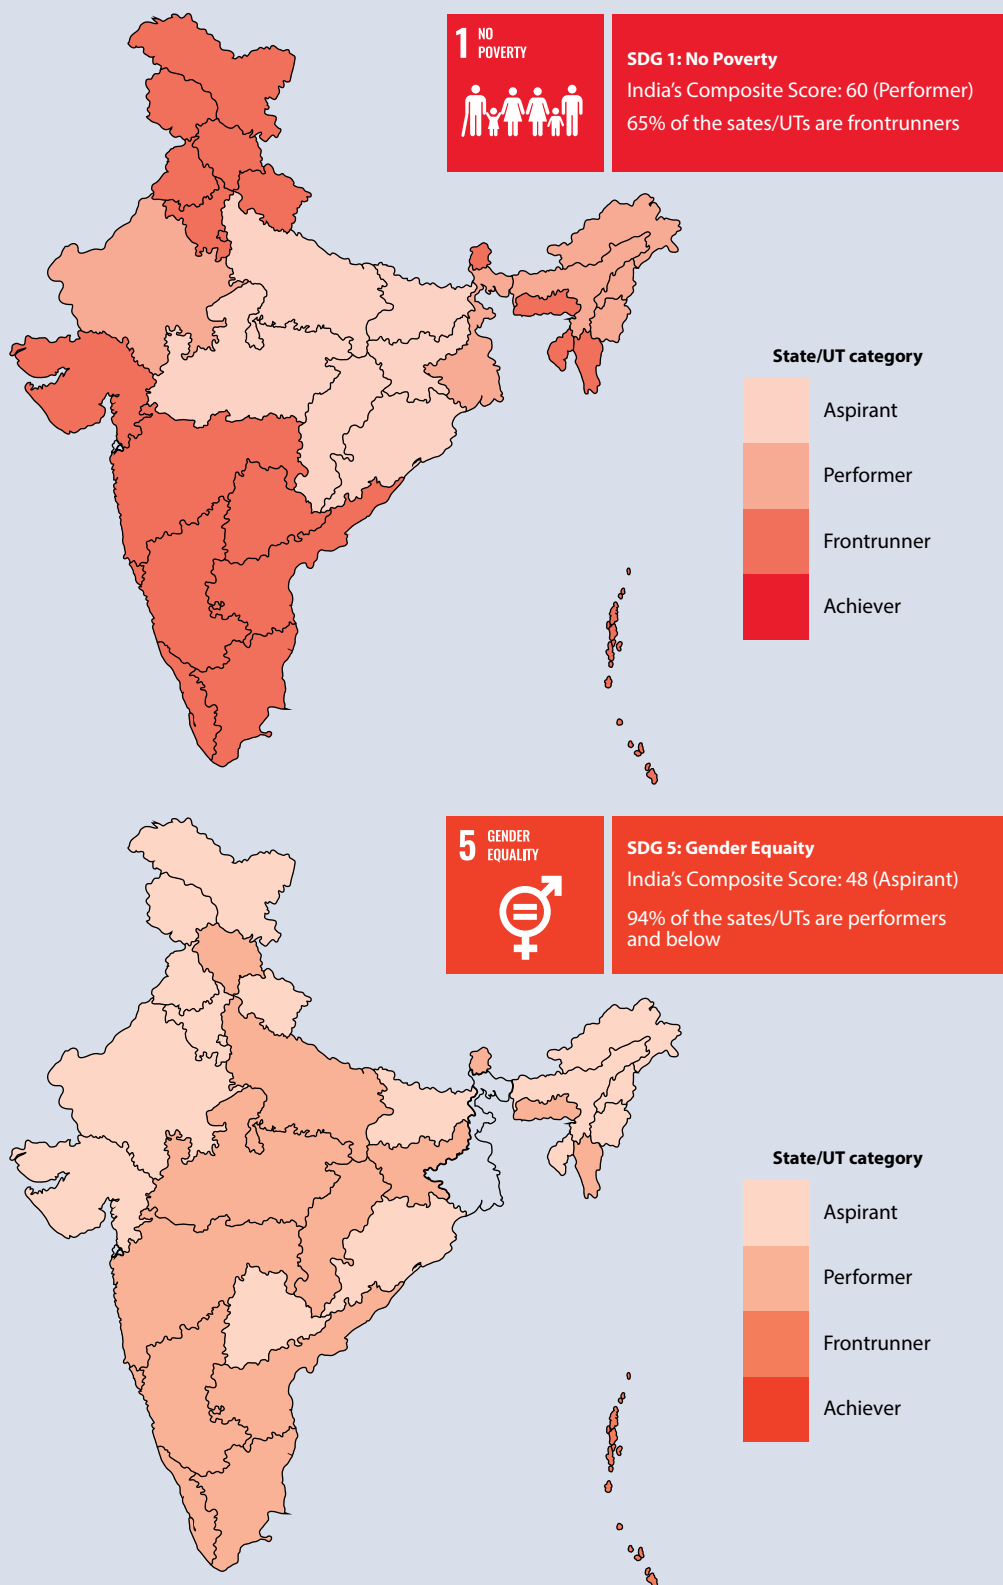 1 NO
POVERTY
SDG 1: No Poverty
India's Composite Score: 60 (Performer)
65% of the sates/UTs are frontrunners
State/UT category
Aspirant
Performer
Frontrunner
Achiever
5 GENDER
EQUALITY
SDG 5: Gender Equaity
India's Composite Score: 48 (Aspirant)
94% of the sates/UTs are performers
and below
State/UT category
Aspirant
Performer
Frontrunner
Achiever